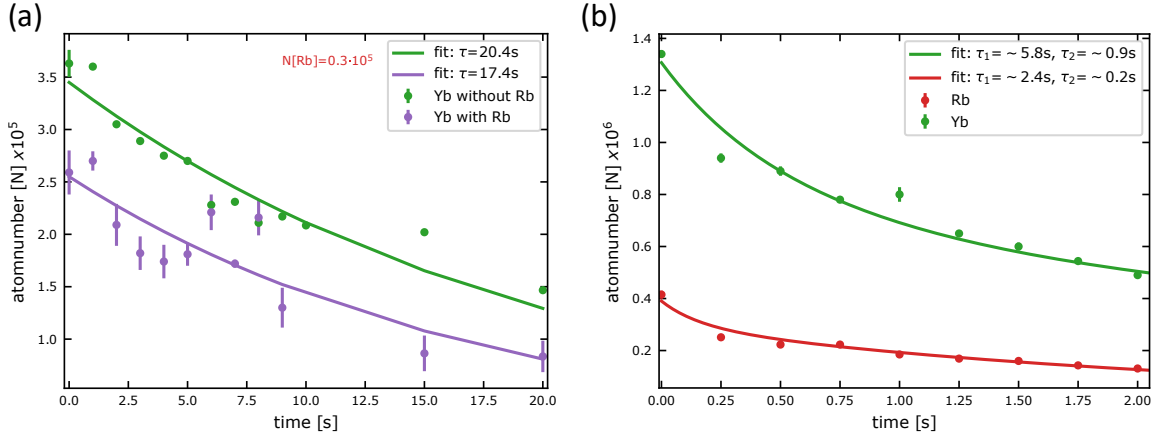 (a)
N[Rb]=0.3·10⁵
fit: τ=20.4s
fit: τ=17.4s
Yb without Rb
Yb with Rb
atomnumber [N] x10⁵
3.5
3.0
2.5
2.0
1.5
1.0
0.0 2.5 5.0 7.5 10.0 12.5 15.0 17.5 20.0
time [s]
(b)
fit: τ₁=~5.8s, τ₂=~0.9s
fit: τ₁=~2.4s, τ₂=~0.2s
Rb
Yb
atomnumber [N] x10⁶
1.4
1.2
1.0
0.8
0.6
0.4
0.2
0.00 0.25 0.50 0.75 1.00 1.25 1.50 1.75 2.00
time [s]